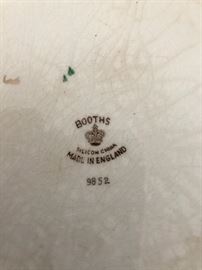 BOOTHS
SILICON CHINA
MADE IN ENGLAND
9852